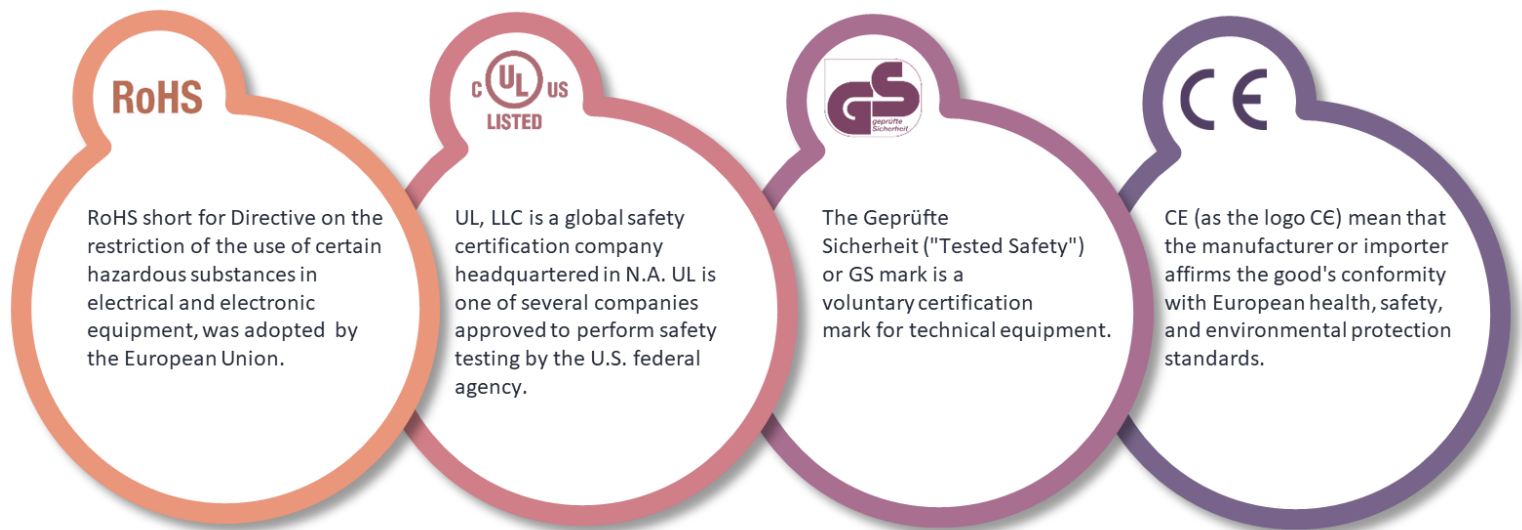 RoHS
RoHS short for Directive on the
restriction of the use of certain
hazardous substances in
electrical and electronic
equipment, was adopted by
the European Union.
C UL US
LISTED
UL, LLC is a global safety
certification company
headquartered in N.A. UL is
one of several companies
approved to perform safety
testing by the U.S. federal
agency.
GS
geprüfte
Sicherheit
The Geprüfte
Sicherheit ("Tested Safety")
or GS mark is a
voluntary certification
mark for technical equipment.
CE
CE (as the logo CЄ) mean that
the manufacturer or importer
affirms the good's conformity
with European health, safety,
and environmental protection
standards.